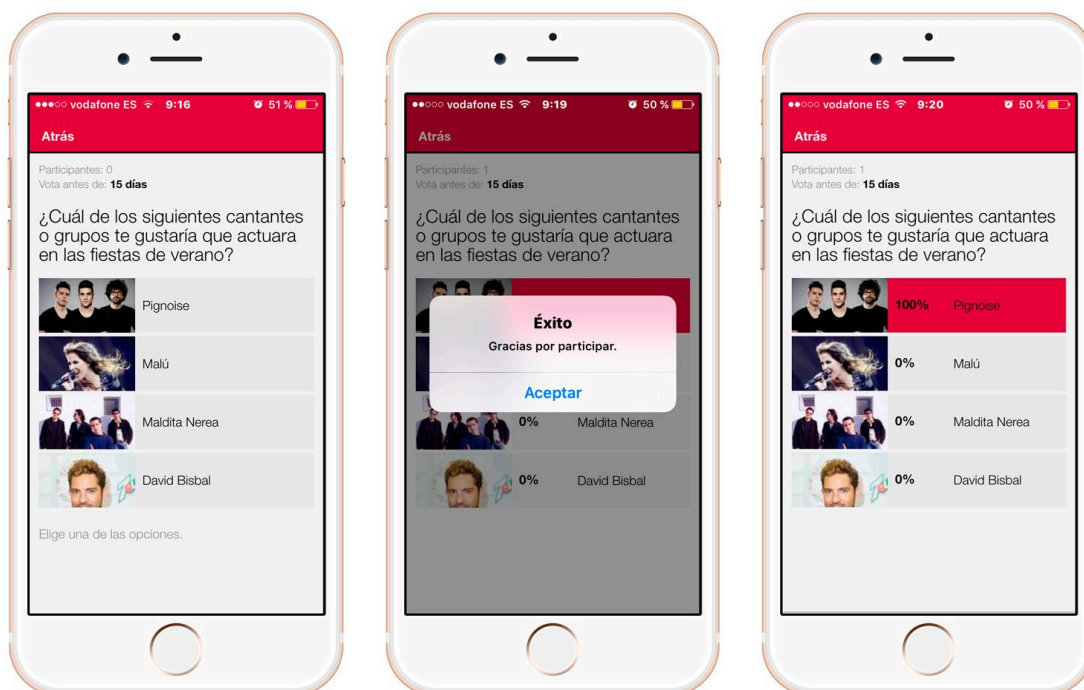 vodafone ES 9:16 51 %
Atrás
Participantes: 0
Vota antes de: 15 días
¿Cuál de los siguientes cantantes
o grupos te gustaría que actuara
en las fiestas de verano?
Pignoise
Malú
Maldita Nerea
David Bisbal
Elige una de las opciones.
vodafone ES 9:19 50 %
Atrás
Participantes: 1
Vota antes de: 15 días
¿Cuál de los siguientes cantantes
o grupos te gustaría que actuara
en las fiestas de verano?
Éxito
Gracias por participar.
Aceptar
0% Maldita Nerea
0% David Bisbal
vodafone ES 9:20 50 %
Atrás
Participantes: 1
Vota antes de: 15 días
¿Cuál de los siguientes cantantes
o grupos te gustaría que actuara
en las fiestas de verano?
100% Pignoise
0% Malú
0% Maldita Nerea
0% David Bisbal